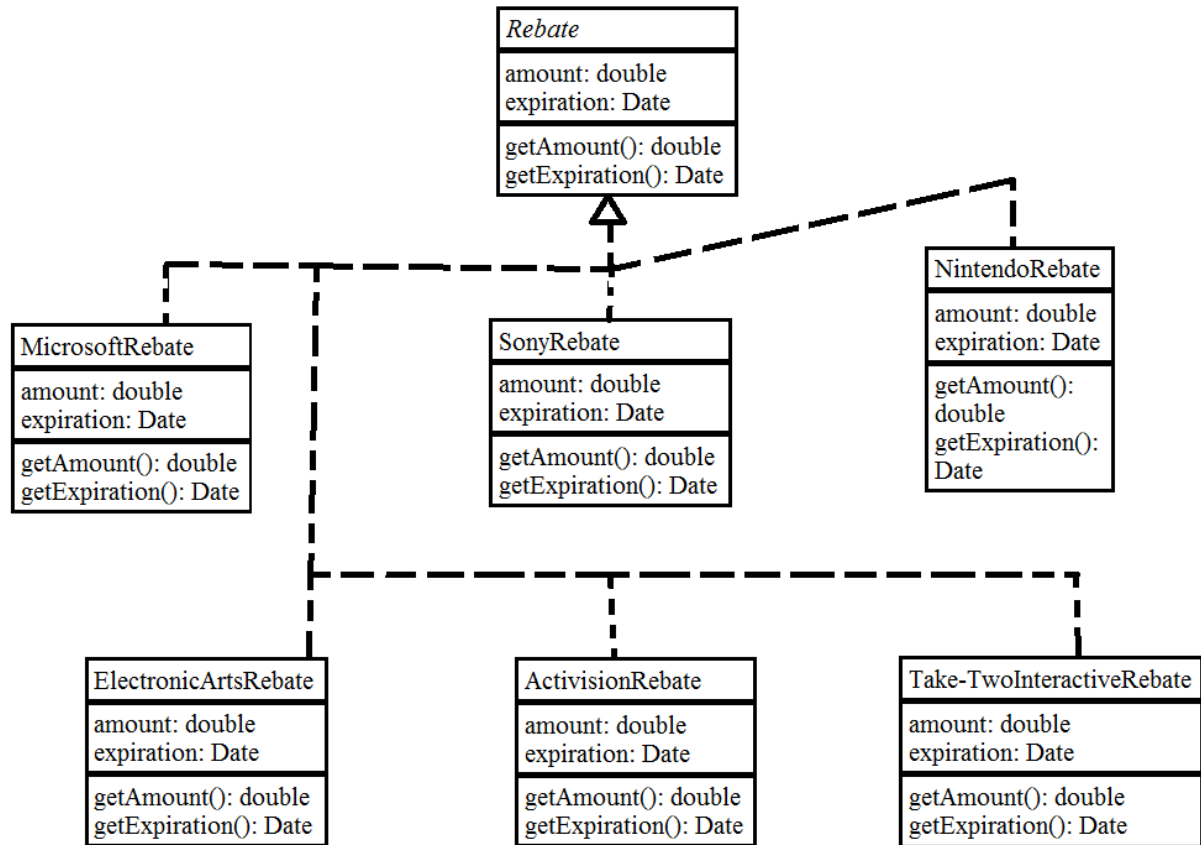 Rebate
amount: double
expiration: Date
getAmount(): double
getExpiration(): Date
MicrosoftRebate
amount: double
expiration: Date
getAmount(): double
getExpiration(): Date
SonyRebate
amount: double
expiration: Date
getAmount(): double
getExpiration(): Date
NintendoRebate
amount: double
expiration: Date
getAmount():
double
getExpiration():
Date
ElectronicArtsRebate
amount: double
expiration: Date
getAmount(): double
getExpiration(): Date
ActivisionRebate
amount: double
expiration: Date
getAmount(): double
getExpiration(): Date
Take-TwoInteractiveRebate
amount: double
expiration: Date
getAmount(): double
getExpiration(): Date